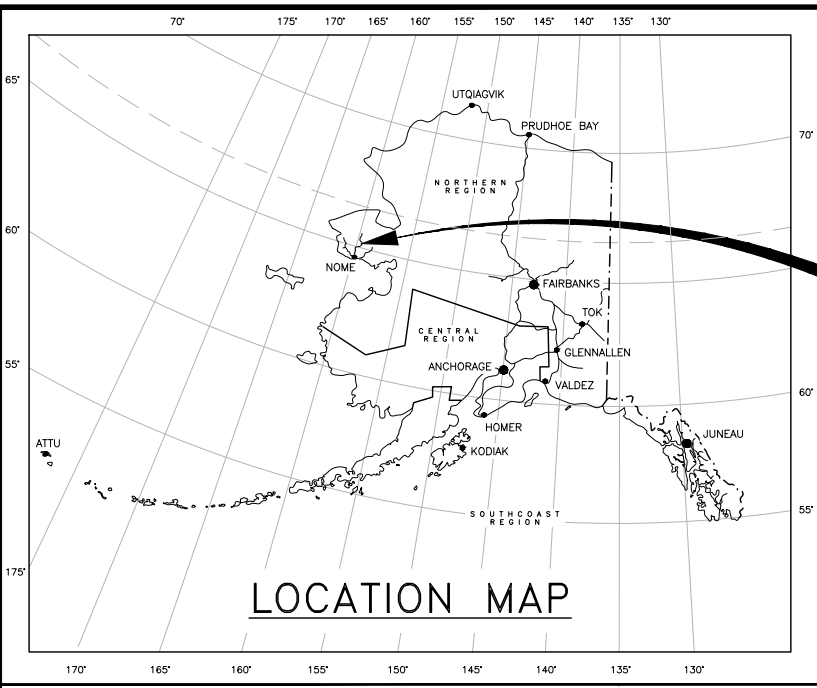 70° 175° 170° 165° 160° 155° 150° 145° 140° 135° 130°
65°
UTQIAGVIK
PRUDHOE BAY
70°
NORTHERN
REGION
60°
NOME
FAIRBANKS
TOK
CENTRAL
REGION
GLENNALLEN
55°
ANCHORAGE
VALDEZ
60°
HOMER
JUNEAU
ATTU
KODIAK
SOUTHCOAST
REGION
55°
175°
LOCATION MAP
170° 165° 160° 155° 150° 145° 140° 135° 130°